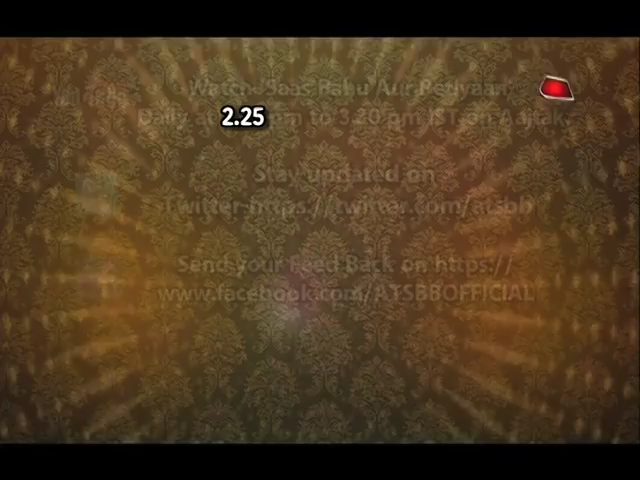 Watch- Saas Bahu Aur Betiyaan
Daily at 2.25 pm to 3.20 pm IST on Aajtak
Stay updated on
Twitter-https://twitter.com/atsbb
Send your Feed Back on https://
www.facebook.com/ATSBBOFFICIAL